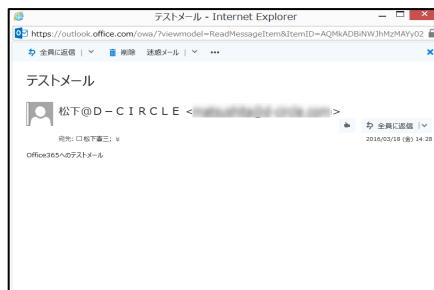 テストメール - Internet Explorer
https://outlook.office.com/owa/?viewmodel=ReadMessageItem&ItemID=AQMkADBiNWJhMzMAYy02
全員に返信 | 削除 迷惑メール | •••
テストメール
松下@D－CIRCLE < >
全員に返信 |
宛先: 松下憲三;
2016/03/18 (金) 14:28
Office365へのテストメール